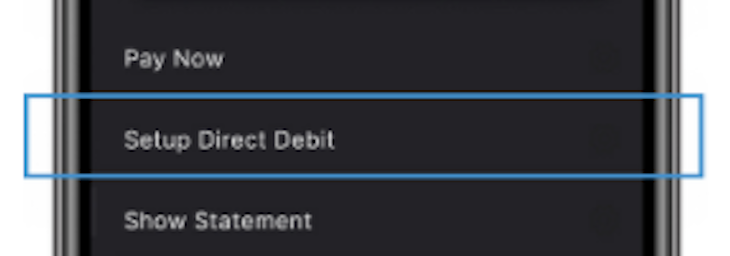 Pay Now
Setup Direct Debit
Show Statement